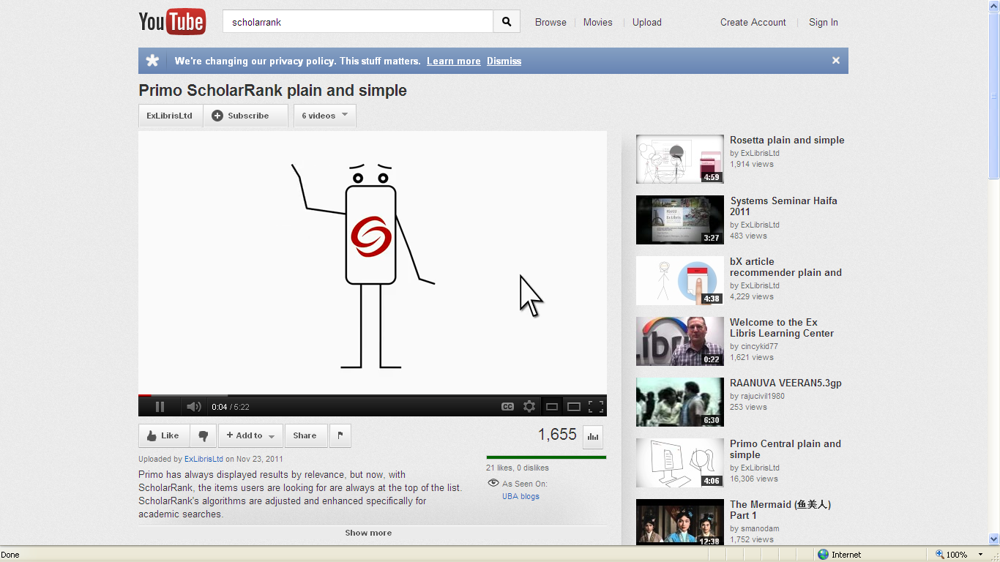 YouTube
scholarrank
Browse
Movies
Upload
Create Account
Sign In
We're changing our privacy policy. This stuff matters. Learn more Dismiss
Primo ScholarRank plain and simple
ExLibrisLtd
Subscribe
6 videos
0:04 / 5:22
CC
Like
+ Add to
Share
1,655
Uploaded by ExLibrisLtd on Nov 23, 2011
Primo has always displayed results by relevance, but now, with
ScholarRank, the items users are looking for are always at the top of the list.
ScholarRank's algorithms are adjusted and enhanced specifically for
academic searches.
21 likes, 0 dislikes
As Seen On:
UBA blogs
Show more
4:59
Rosetta plain and simple
by ExLibrisLtd
1,914 views
3:27
Systems Seminar Haifa
2011
by ExLibrisLtd
483 views
4:38
bX article
recommender plain and
by ExLibrisLtd
4,229 views
Libri
0:22
Welcome to the Ex
Libris Learning Center
by cincykid77
1,621 views
6:30
RAANUVA VEERAN5.3gp
by rajucivil1980
253 views
4:06
Primo Central plain and
simple
by ExLibrisLtd
16,306 views
12:38
The Mermaid (鱼美人)
Part 1
by smanodam
1,752 views
Done
Internet
100%